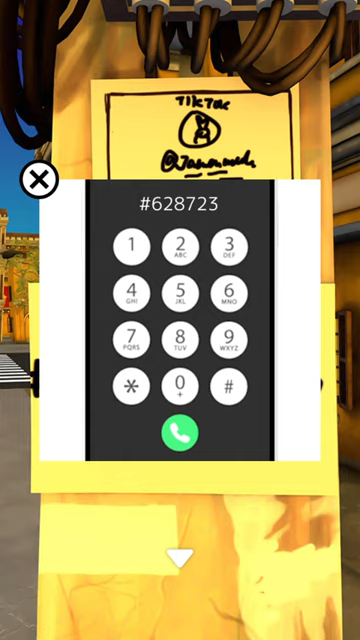 TikTok
#628723
1
2
ABC
3
DEF
4
GHI
5
JKL
6
MNO
7
PQRS
8
TUV
9
WXYZ
*
0
+
#